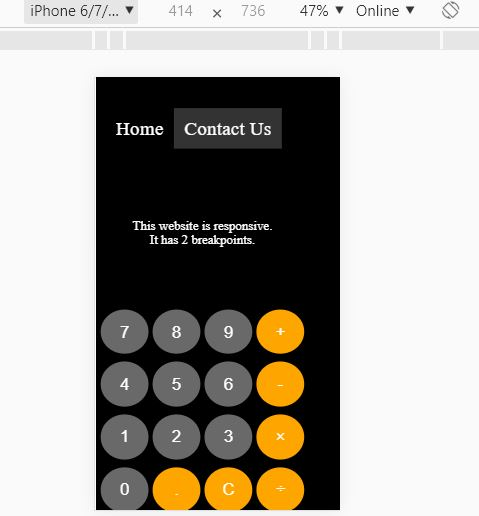 iPhone 6/7/... ▼ 414 × 736 47% ▼ Online ▼
Home Contact Us
This website is responsive.
It has 2 breakpoints.
7 8 9 +
4 5 6 -
1 2 3 ×
0 . C ÷